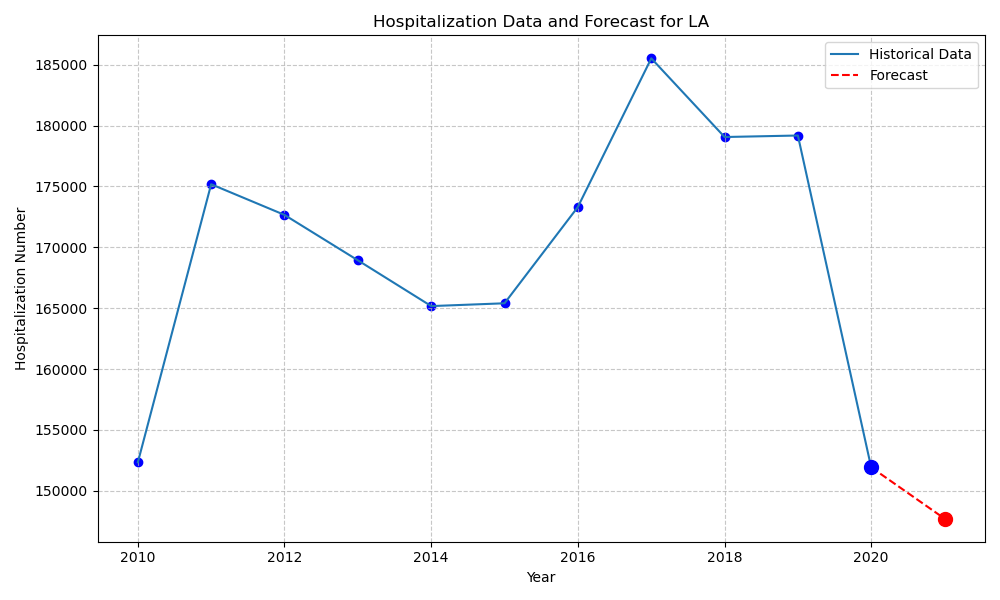 Hospitalization Data and Forecast for LA
Historical Data
Forecast
185000
180000
175000
170000
165000
160000
155000
150000
Hospitalization Number
2010
2012
2014
2016
2018
2020
Year